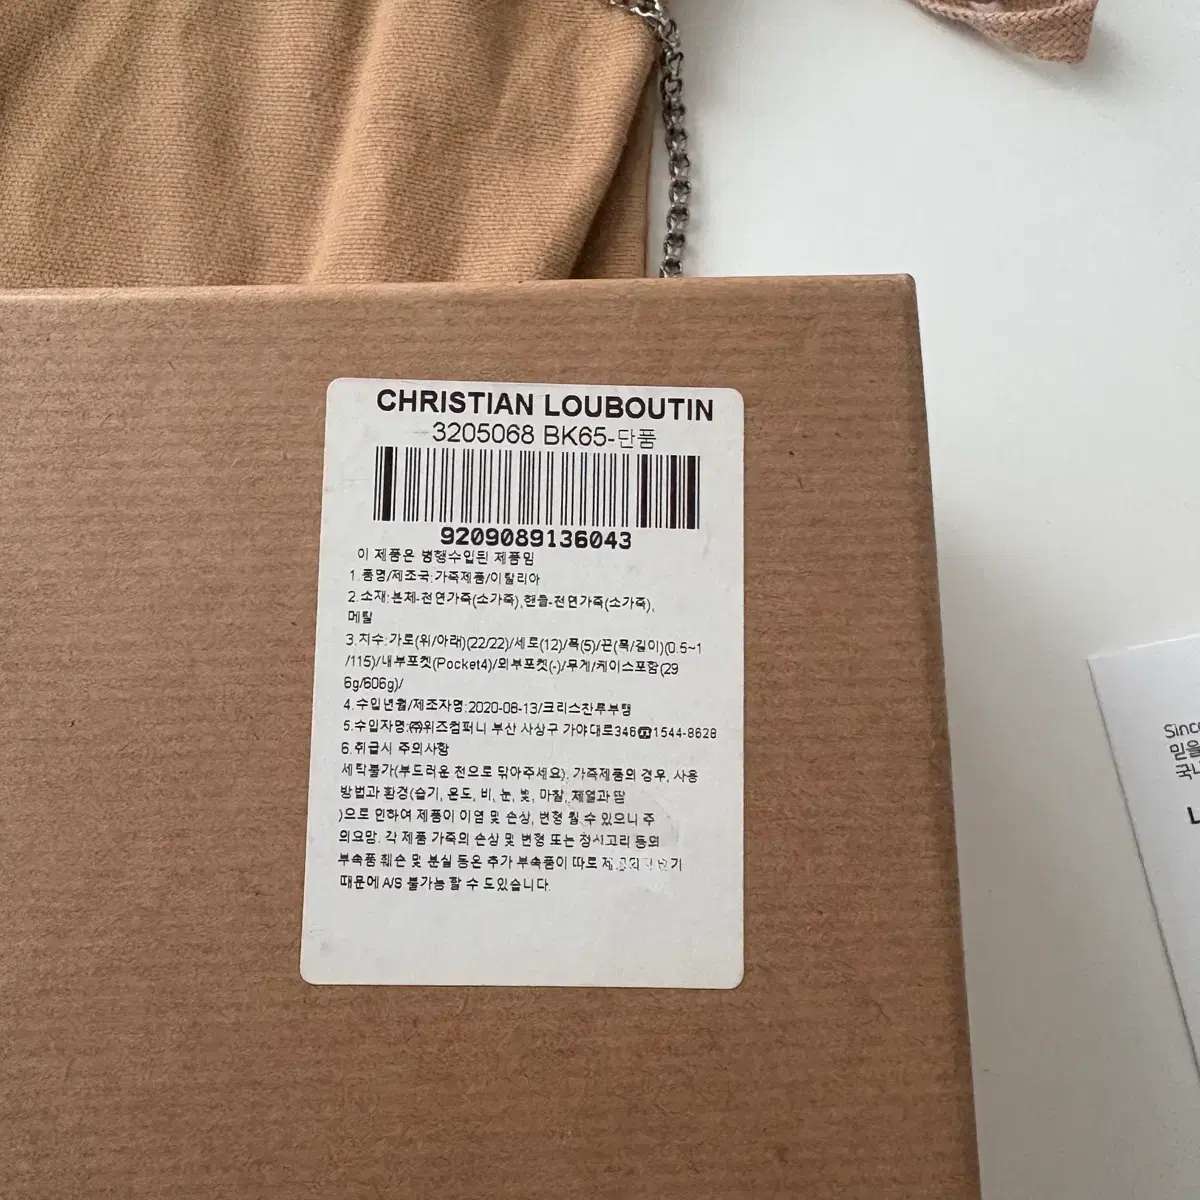 CHRISTIAN LOUBOUTIN
3205068 BK65-단품
9209089136043
이 제품은 병행수입된 제품임
1.품명/제조국:가죽제품/이탈리아
2.소재:본체-천연가죽(소가죽),핸들-천연가죽(소가죽),
메탈
3.치수:가로(위/아래)(22/22)/세로(12)/폭(5)/끈(폭/길이)(0.5~1
/115)/내부포켓(Pocket4)/외부포켓(-)/무게/케이스포함(29
6g/606g)/
4.수입년월/제조자명:2020-08-13/크리스찬루부탱
5.수입자명:㈜위즈컴퍼니 부산 사상구 가야대로346☎1544-8628
6.취급시 주의사항
세탁불가(부드러운 천으로 닦아주세요). 가죽제품의 경우, 사용
방법과 환경(습기, 온도, 비, 눈, 빛, 마찰, 체열과 땀
)으로 인하여 제품이 이염 및 손상, 변형 될 수 있으니 주
의요망. 각 제품 가죽의 손상 및 변형 또는 장식고리 등의
부속품 훼손 및 분실 등은 추가 부속품이 따로
때문에 A/S 불가능 할 수 도있습니다.
Since
믿을
국내
L